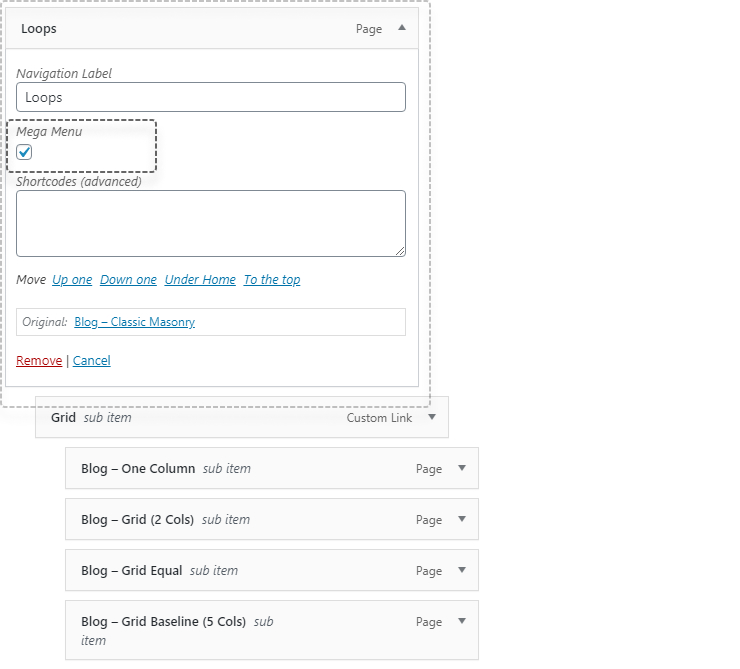 Loops Page
Navigation Label
Loops
Mega Menu
Shortcodes (advanced)
Move Up one Down one Under Home To the top
Original: Blog – Classic Masonry
Remove | Cancel
Grid sub item Custom Link
Blog – One Column sub item Page
Blog – Grid (2 Cols) sub item Page
Blog – Grid Equal sub item Page
Blog – Grid Baseline (5 Cols) sub Page
item